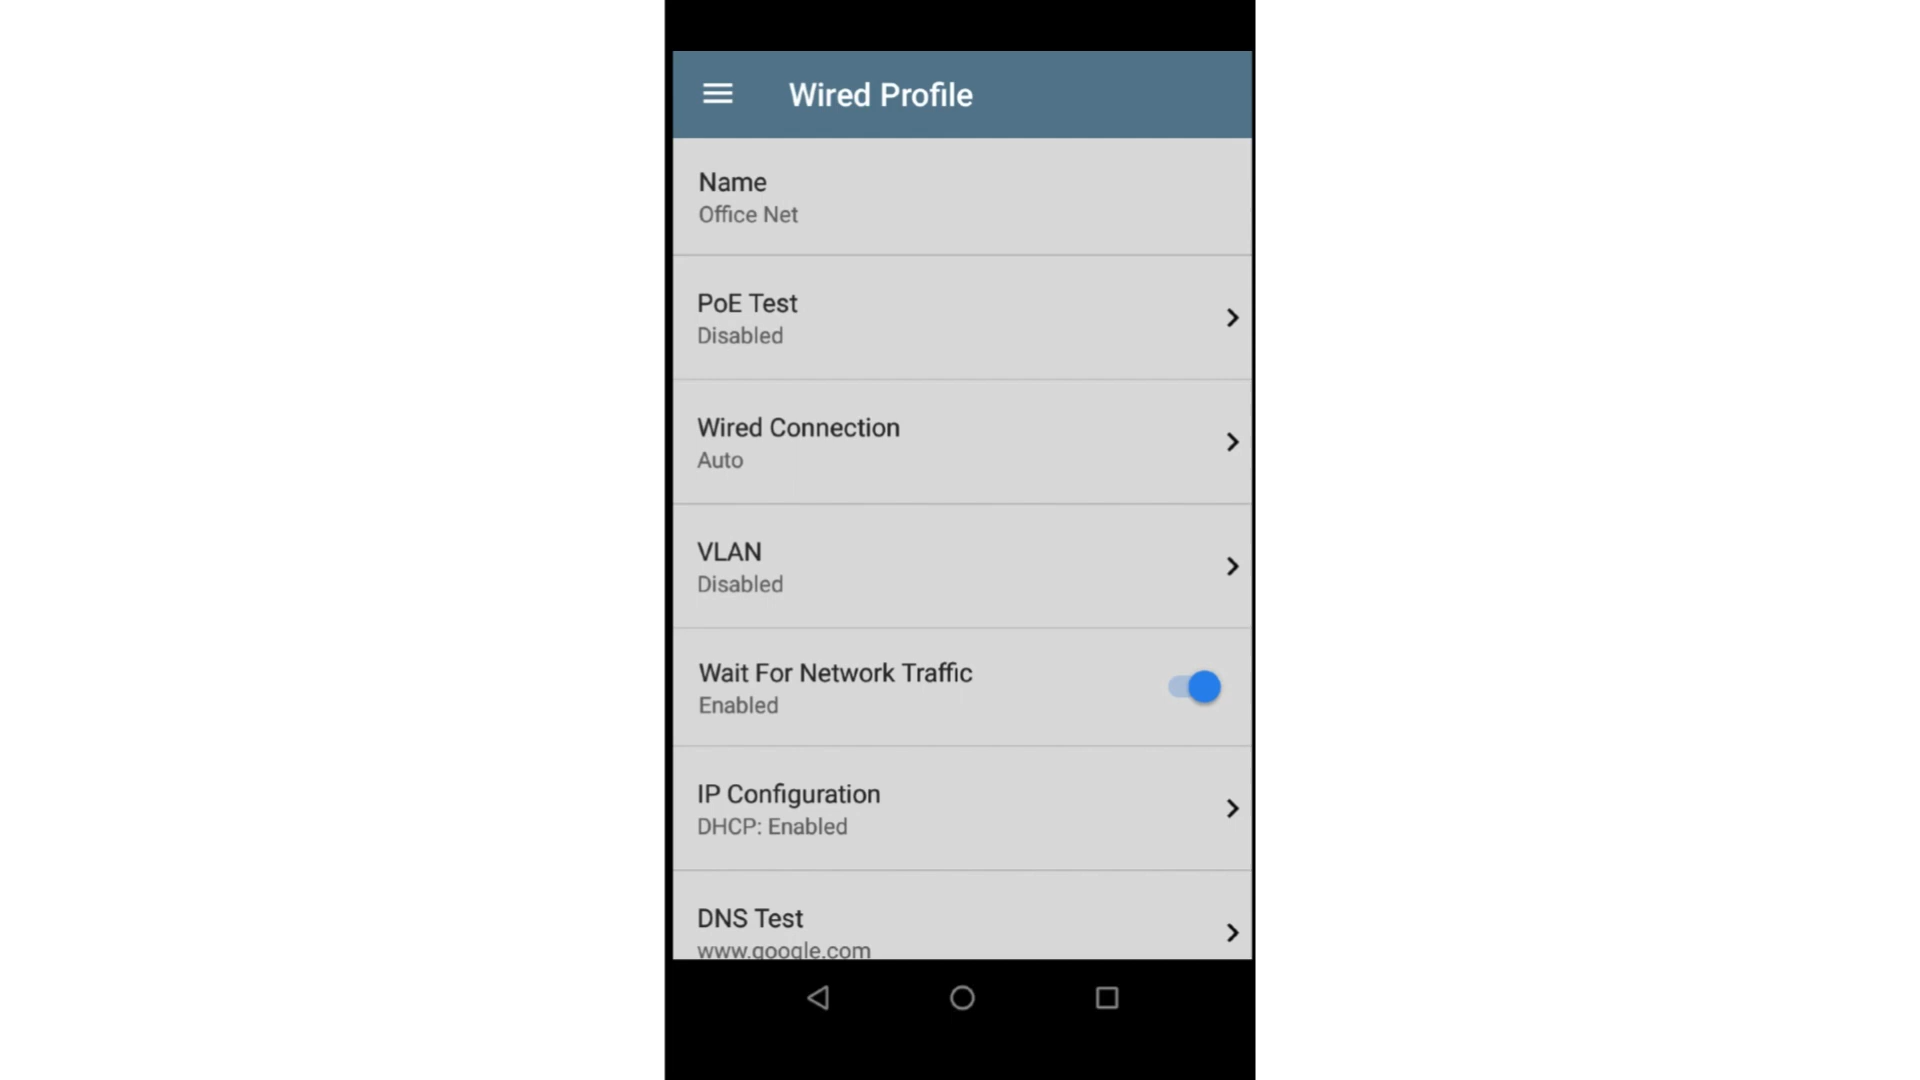 Wired Profile
Name
Office Net
PoE Test
Disabled
Wired Connection
Auto
VLAN
Disabled
Wait For Network Traffic
Enabled
IP Configuration
DHCP: Enabled
DNS Test
www.google.com